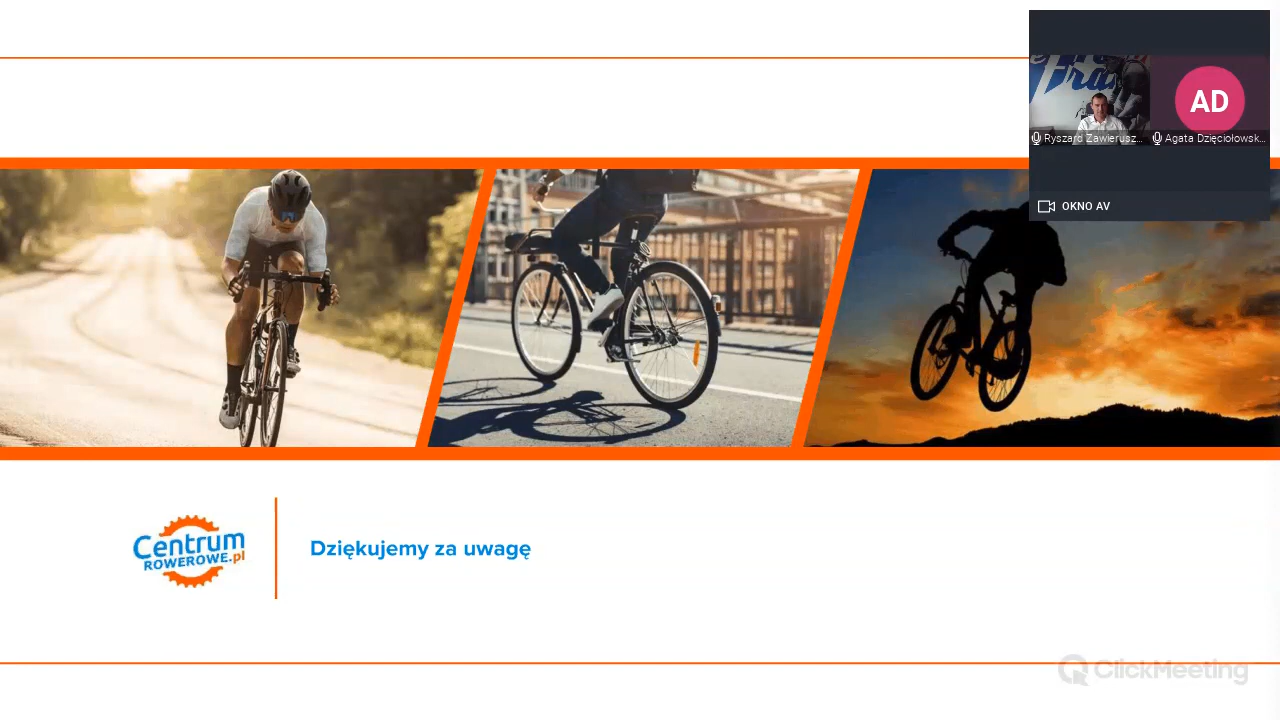 AD
Ryszard Zawierusz...
Agata Dzięciołowsk...
OKNO AV
Centrum
ROWEROWE.pl
Dziękujemy za uwagę
ClickMeeting